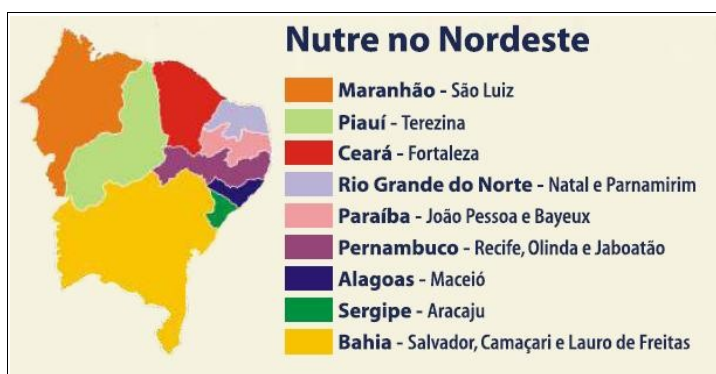 Nutre no Nordeste
Maranhão - São Luiz
Piauí - Terezina
Ceará - Fortaleza
Rio Grande do Norte - Natal e Parnamirim
Paraíba - João Pessoa e Bayeux
Pernambuco - Recife, Olinda e Jaboatão
Alagoas - Maceió
Sergipe - Aracaju
Bahia - Salvador, Camaçari e Lauro de Freitas